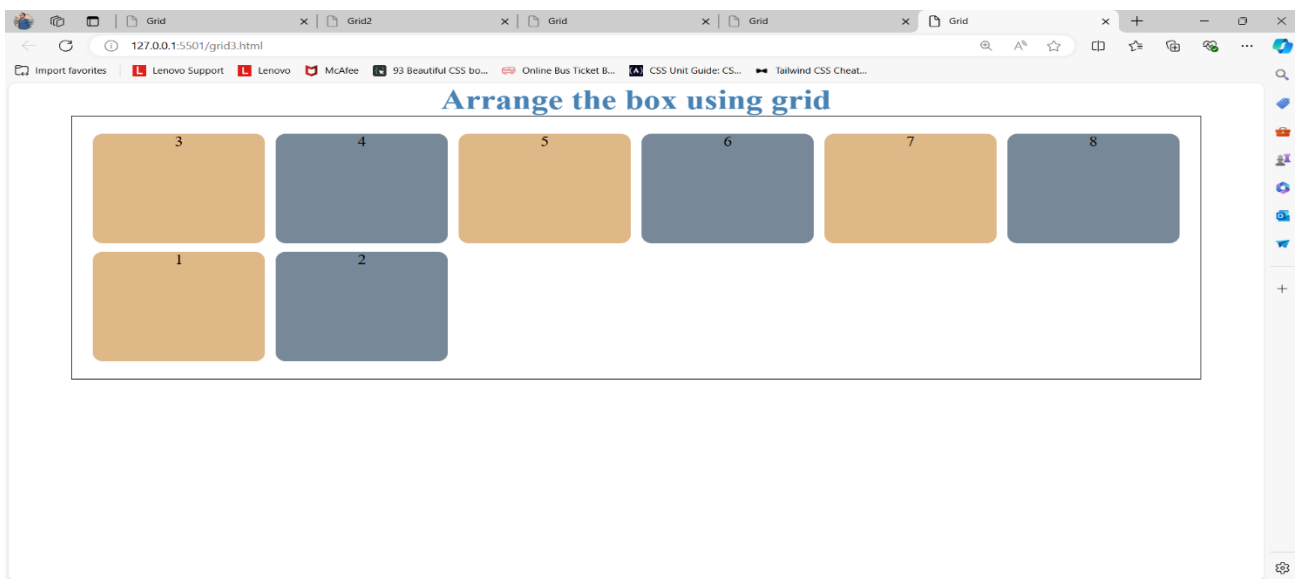 Grid Grid2 Grid Grid Grid
127.0.0.1:5501/grid3.html
Import favorites Lenovo Support Lenovo McAfee 93 Beautiful CSS bo... Online Bus Ticket B... CSS Unit Guide: CS... Tailwind CSS Cheat...
Arrange the box using grid
3 4 5 6 7 8
1 2